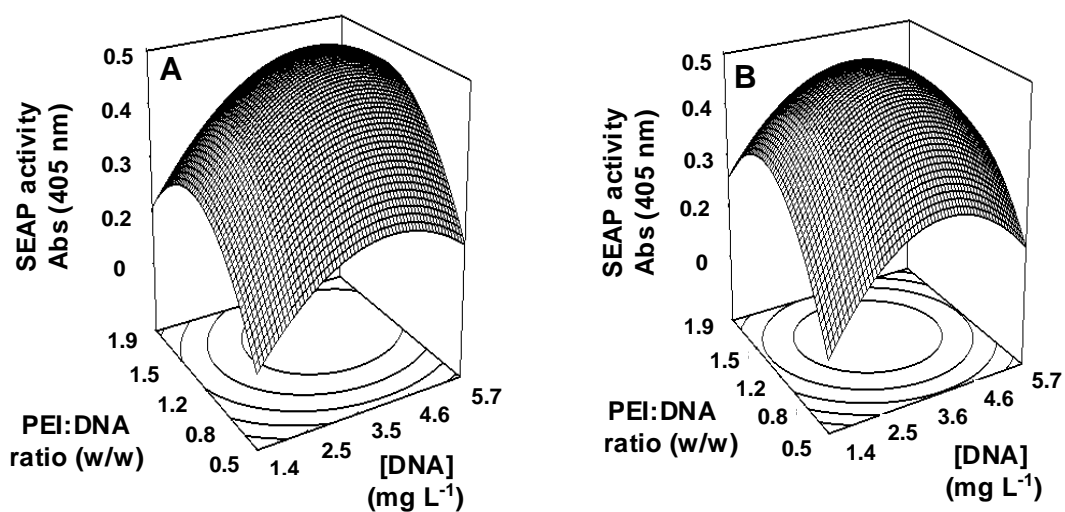 A
SEAP activity
Abs (405 nm)
0.5
0.4
0.3
0.2
0
1.9
1.5
1.2
0.8
0.5
PEI:DNA
ratio (w/w)
1.4
2.5
3.5
4.6
5.7
[DNA]
(mg L-1)
B
SEAP activity
Abs (405 nm)
0.5
0.4
0.3
0.2
0
1.9
1.5
1.2
0.8
0.5
PEI:DNA
ratio (w/w)
1.4
2.5
3.6
4.6
5.7
[DNA]
(mg L-1)